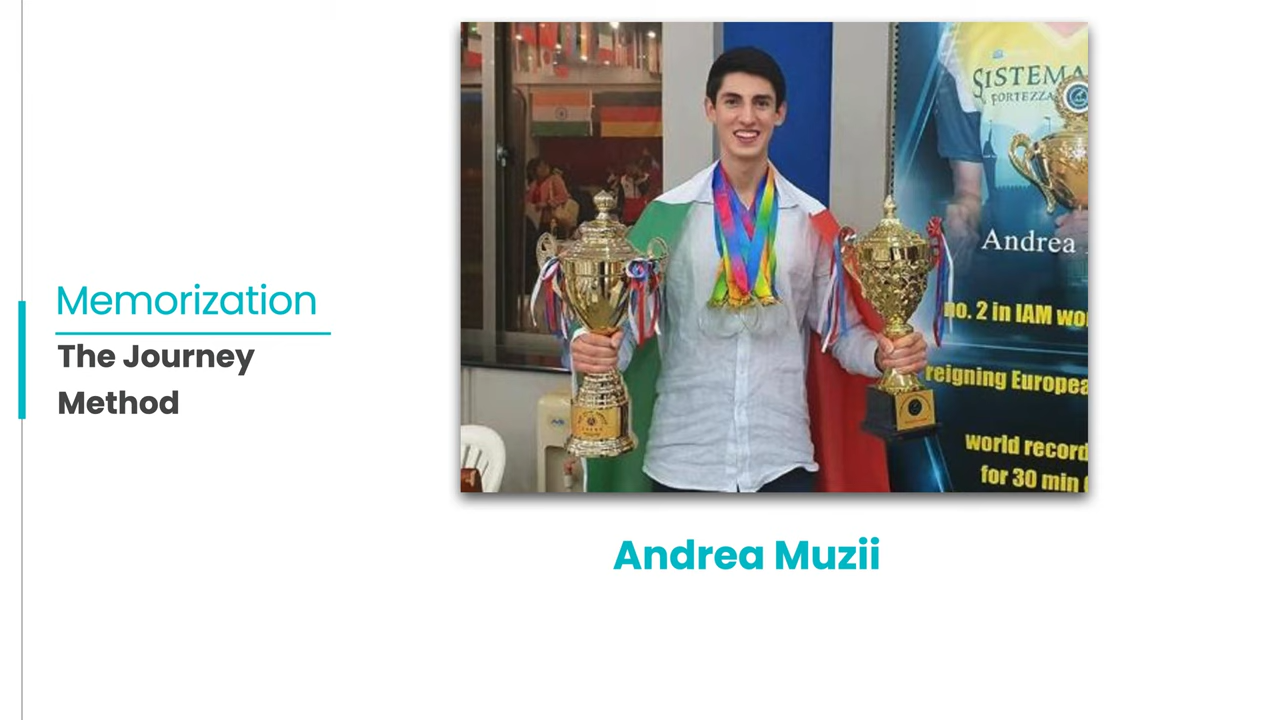 Memorization
The Journey
Method
SISTEMA
FORTEZZA
Andrea
no. 2 in IAM wo
reigning Europea
world record
for 30 min
Andrea Muzii